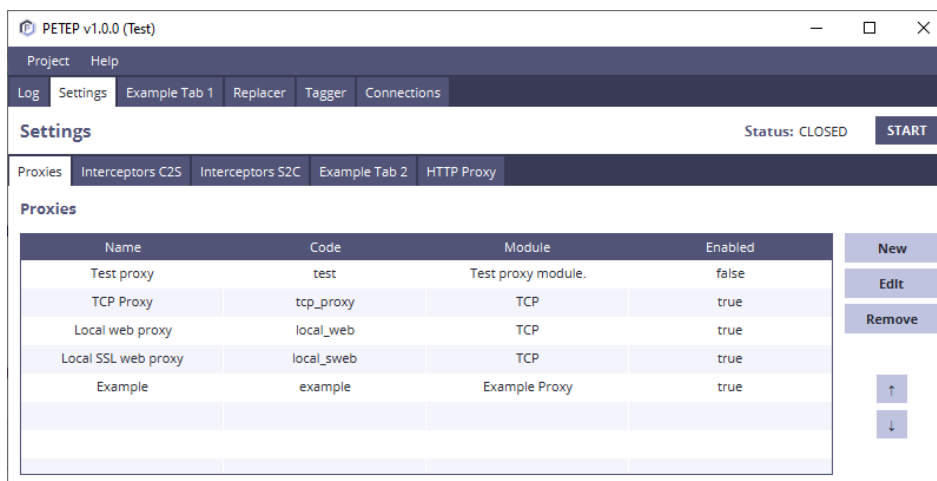 PETEP v1.0.0 (Test)
Project Help
Log Settings Example Tab 1 Replacer Tagger Connections
Settings Status: CLOSED START
Proxies Interceptors C2S Interceptors S2C Example Tab 2 HTTP Proxy
Proxies
Name Code Module Enabled New
Test proxy test Test proxy module. false
Edit
TCP Proxy tcp_proxy TCP true
Remove
Local web proxy local_web TCP true
Local SSL web proxy local_sweb TCP true
Example example Example Proxy true
↑
↓